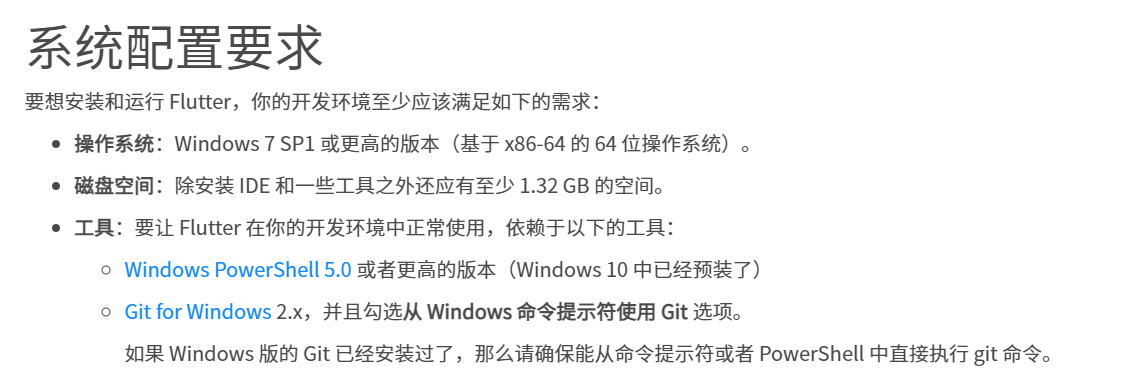 系统配置要求
要想安装和运行 Flutter，你的开发环境至少应该满足如下的需求：
操作系统：Windows 7 SP1 或更高的版本（基于 x86-64 的 64 位操作系统）。
磁盘空间：除安装 IDE 和一些工具之外还应有至少 1.32 GB 的空间。
工具：要让 Flutter 在你的开发环境中正常使用，依赖于以下的工具：
Windows PowerShell 5.0 或者更高的版本（Windows 10 中已经预装了）
Git for Windows 2.x，并且勾选从 Windows 命令提示符使用 Git 选项。
如果 Windows 版的 Git 已经安装过了，那么请确保能从命令提示符或者 PowerShell 中直接执行 git 命令。